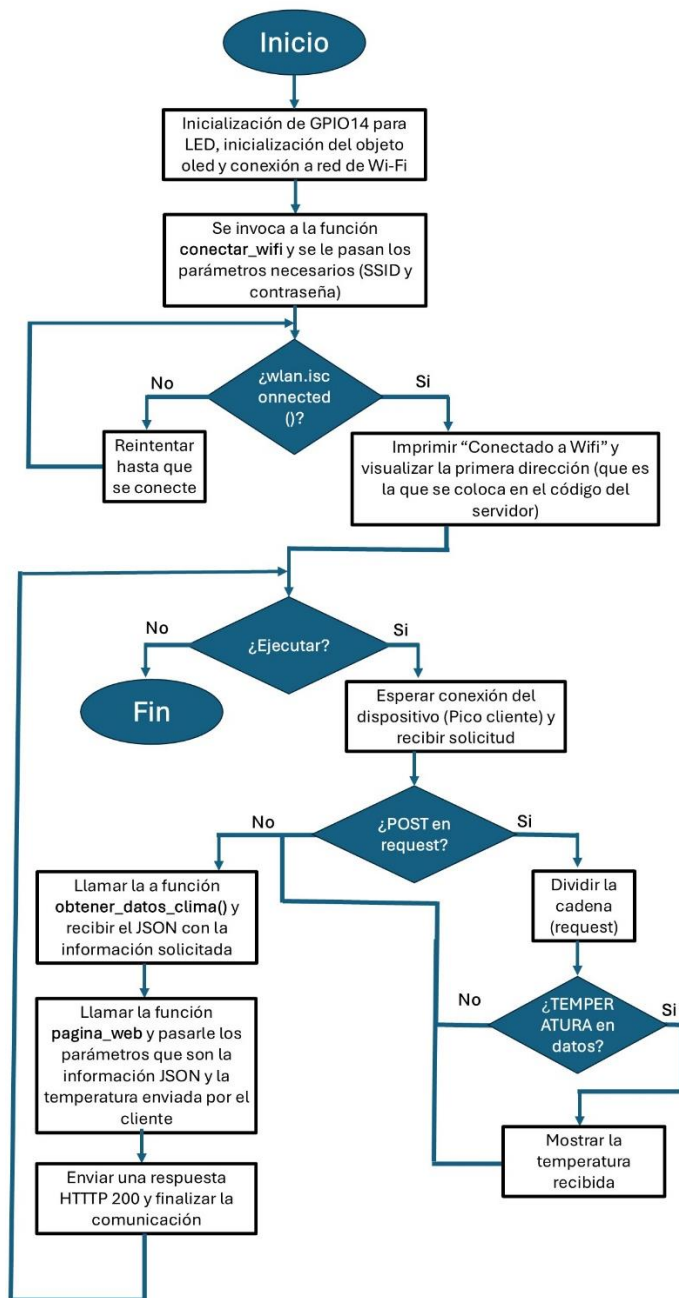 Inicio
Inicialización de GPIO14 para
LED, inicialización del objeto
oled y conexión a red de Wi-Fi
Se invoca a la función
conectar_wifi y se le pasan los
parámetros necesarios (SSID y
contraseña)
No
¿wlan.isc
onnected
()?
Si
Reintentar
hasta que
se conecte
Imprimir “Conectado a Wifi” y
visualizar la primera dirección (que es
la que se coloca en el código del
servidor)
No
¿Ejecutar?
Si
Fin
Esperar conexión del
dispositivo (Pico cliente) y
recibir solicitud
No
¿POST en
request?
Si
Llamar la a función
obtener_datos_clima() y
recibir el JSON con la
información solicitada
Dividir la
cadena
(request)
Llamar la función
pagina_web y pasarle los
parámetros que son la
información JSON y la
temperatura enviada por el
cliente
No
¿TEMPER
ATURA en
datos?
Si
Mostrar la
temperatura
recibida
Enviar una respuesta
HTTTP 200 y finalizar la
comunicación